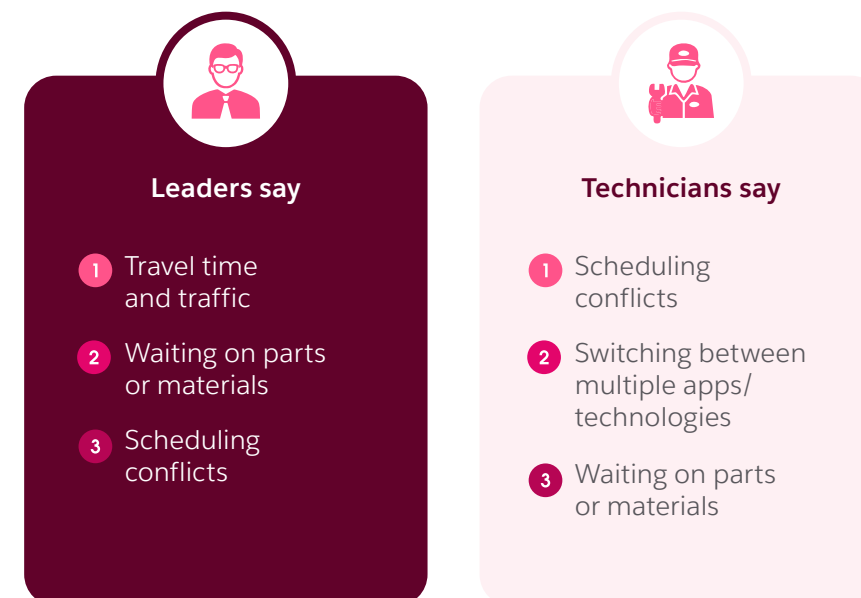 Leaders say
1 Travel time
and traffic
2 Waiting on parts
or materials
3 Scheduling
conflicts
Technicians say
1 Scheduling
conflicts
2 Switching between
multiple apps/
technologies
3 Waiting on parts
or materials